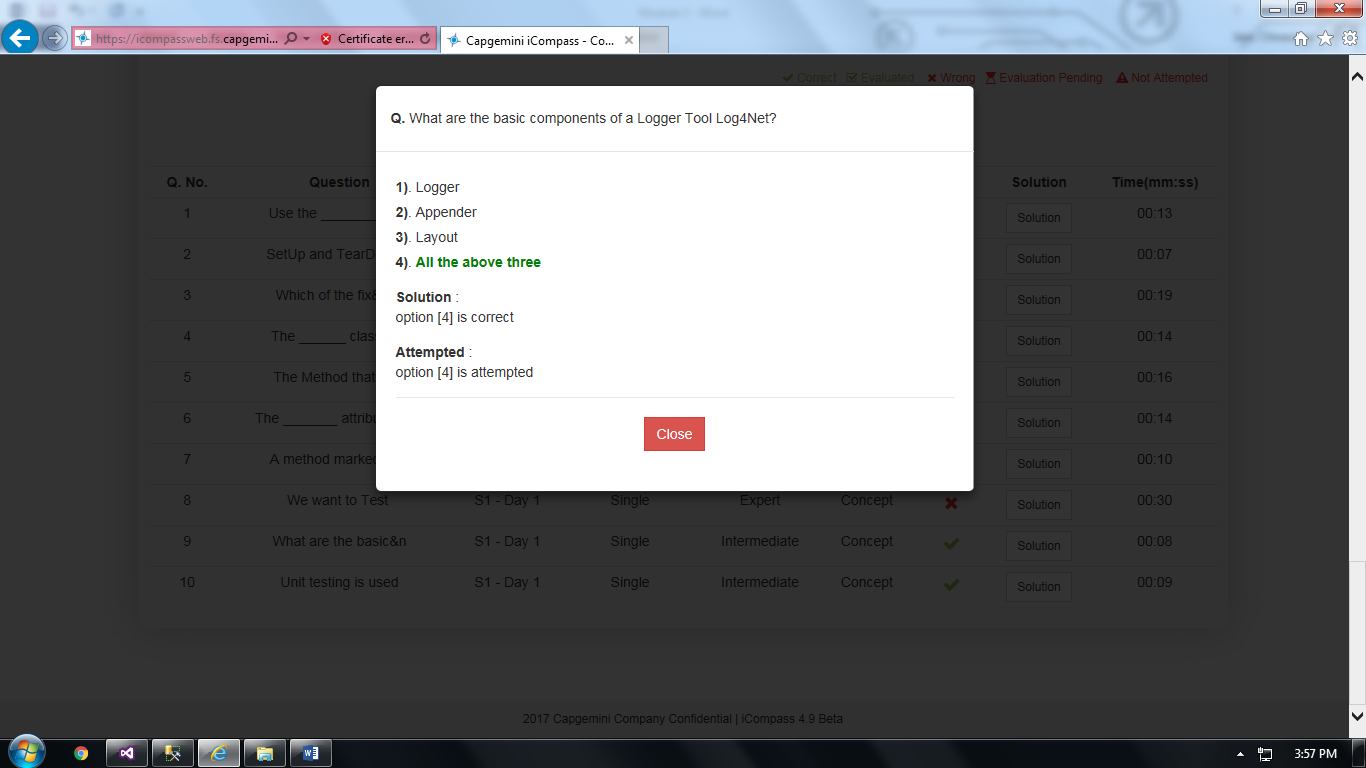 https://icompassweb.fs.capgemi... Certificate er... Capgemini iCompass - Co...
Correct Evaluated Wrong Evaluation Pending Not Attempted
Q. What are the basic components of a Logger Tool Log4Net?
1). Logger
2). Appender
3). Layout
4). All the above three
Solution :
option [4] is correct
Attempted :
option [4] is attempted
Close
Q. No. Question Solution Time(mm:ss)
1 Use the ________ Solution 00:13
2 SetUp and TearD Solution 00:07
3 Which of the fix& Solution 00:19
4 The ______ clas Solution 00:14
5 The Method that Solution 00:16
6 The _______ attribu Solution 00:14
7 A method marked Solution 00:10
8 We want to Test S1 - Day 1 Single Expert Concept Solution 00:30
9 What are the basic&n S1 - Day 1 Single Intermediate Concept Solution 00:08
10 Unit testing is used S1 - Day 1 Single Intermediate Concept Solution 00:09
2017 Capgemini Company Confidential | iCompass 4.9 Beta
3:57 PM